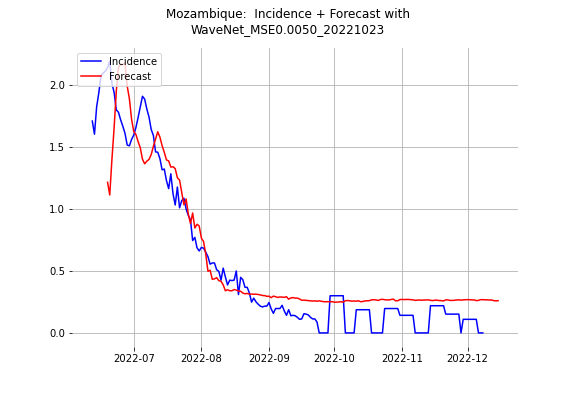 Mozambique:  Incidence + Forecast with
WaveNet_MSE0.0050_20221023
Incidence
Forecast
2.0
1.5
1.0
0.5
0.0
2022-07
2022-08
2022-09
2022-10
2022-11
2022-12